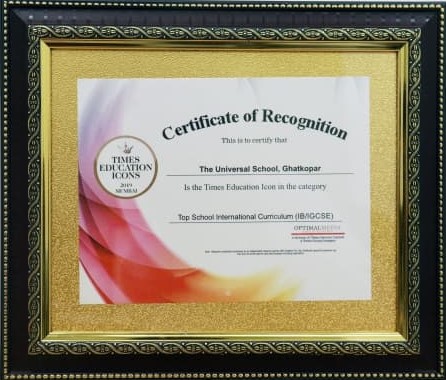 Certificate of Recognition
This is to certify that
TIMES
EDUCATION
ICONS
2019
MUMBAI
The Universal School, Ghatkopar
Is the Times Education Icon in the category
Top School International Curriculum (IB/IGCSE)
OPTIMAL MEDIA